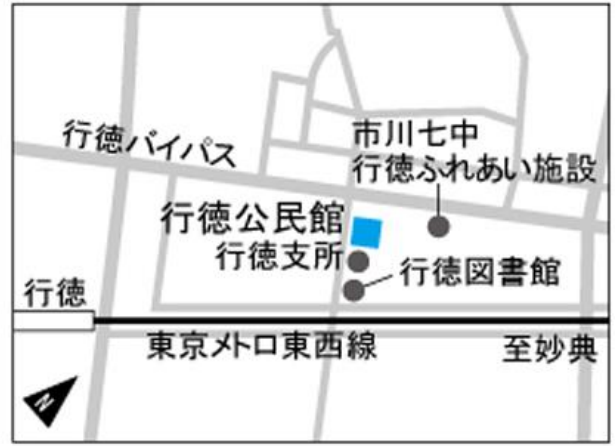 行徳バイパス
市川七中
行徳ふれあい施設
行徳公民館
行徳支所
行徳図書館
行徳
東京メトロ東西線
至妙典
N